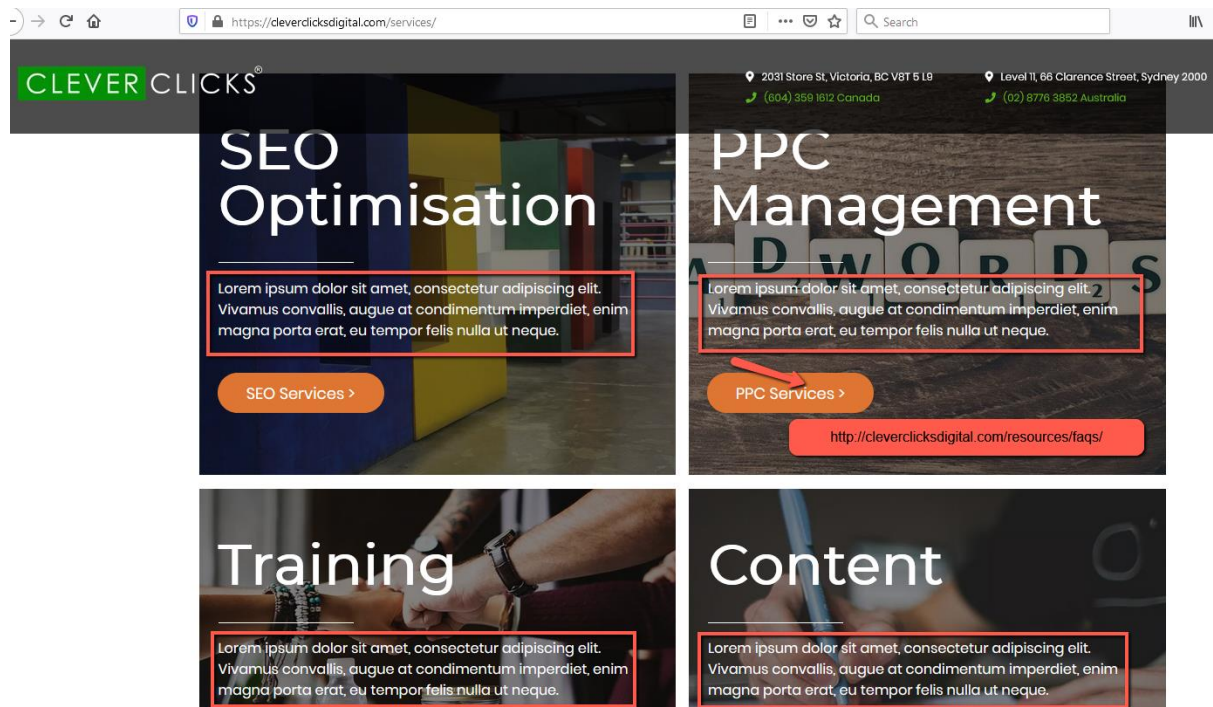 https://cleverclicksdigital.com/services/
Search
CLEVER CLICKS®
2031 Store St, Victoria, BC V8T 5 L9
(604) 359 1612 Canada
Level 11, 66 Clarence Street, Sydney 2000
(02) 8776 3852 Australia
SEO
Optimisation
Lorem ipsum dolor sit amet, consectetur adipiscing elit.
Vivamus convallis, augue at condimentum imperdiet, enim
magna porta erat, eu tempor felis nulla ut neque.
SEO Services >
PPC
Management
ADWORDS
Lorem ipsum dolor sit amet, consectetur adipiscing elit.
Vivamus convallis, augue at condimentum imperdiet, enim
magna porta erat, eu tempor felis nulla ut neque.
PPC Services >
http://cleverclicksdigital.com/resources/faqs/
Training
Lorem ipsum dolor sit amet, consectetur adipiscing elit.
Vivamus convallis, augue at condimentum imperdiet, enim
magna porta erat, eu tempor felis nulla ut neque.
Content
Lorem ipsum dolor sit amet, consectetur adipiscing elit.
Vivamus convallis, augue at condimentum imperdiet, enim
magna porta erat, eu tempor felis nulla ut neque.